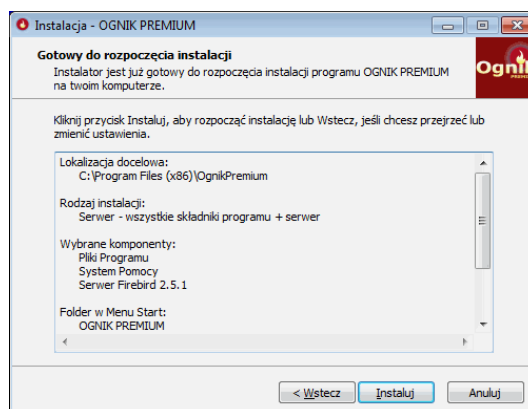 Instalacja - OGNIK PREMIUM
Gotowy do rozpoczęcia instalacji
Instalator jest już gotowy do rozpoczęcia instalacji programu OGNIK PREMIUM
na twoim komputerze.
Ognik
PREMIUM
Kliknij przycisk Instaluj, aby rozpocząć instalację lub Wstecz, jeśli chcesz przejrzeć lub
zmienić ustawienia.
Lokalizacja docelowa:
C:\Program Files (x86)\OgnikPremium
Rodzaj instalacji:
Serwer - wszystkie składniki programu + serwer
Wybrane komponenty:
Pliki Programu
System Pomocy
Serwer Firebird 2.5.1
Folder w Menu Start:
OGNIK PREMIUM
< Wstecz
Instaluj
Anuluj